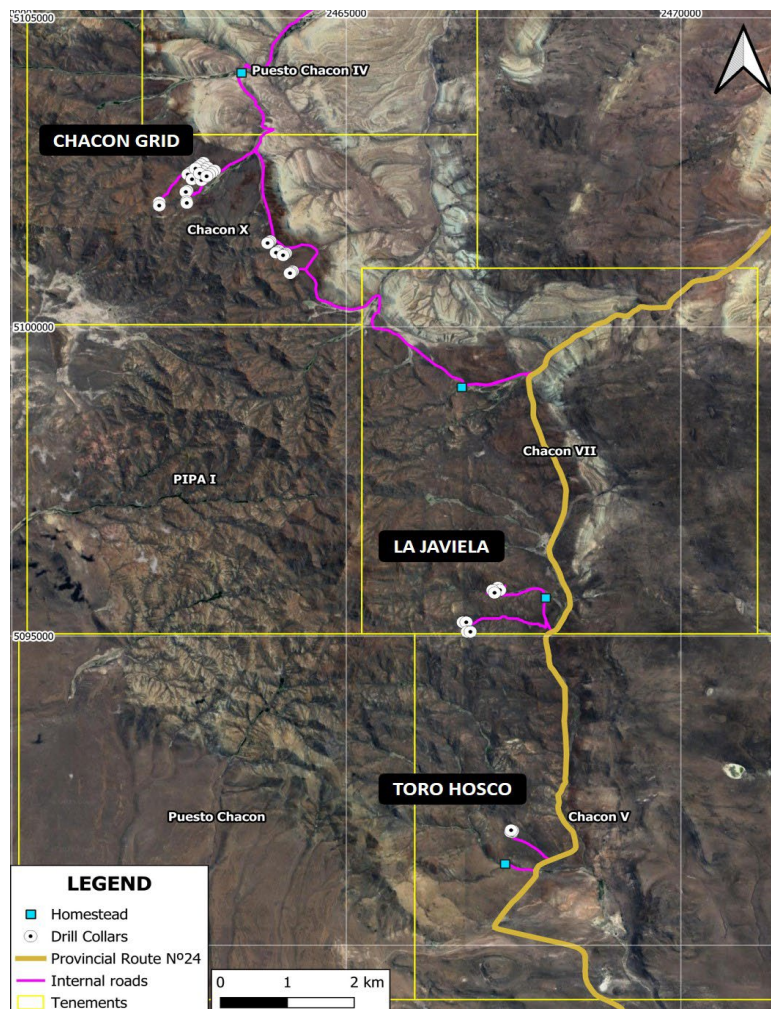 5105000
2465000
2470000
Puesto Chacon IV
CHACON GRID
Chacon X
5100000
Chacon VII
PIPA I
LA JAVIELA
5095000
TORO HOSCO
Puesto Chacon
Chacon V
LEGEND
Homestead
Drill Collars
Provincial Route Nº24
Internal roads
Tenements
0 1 2 km